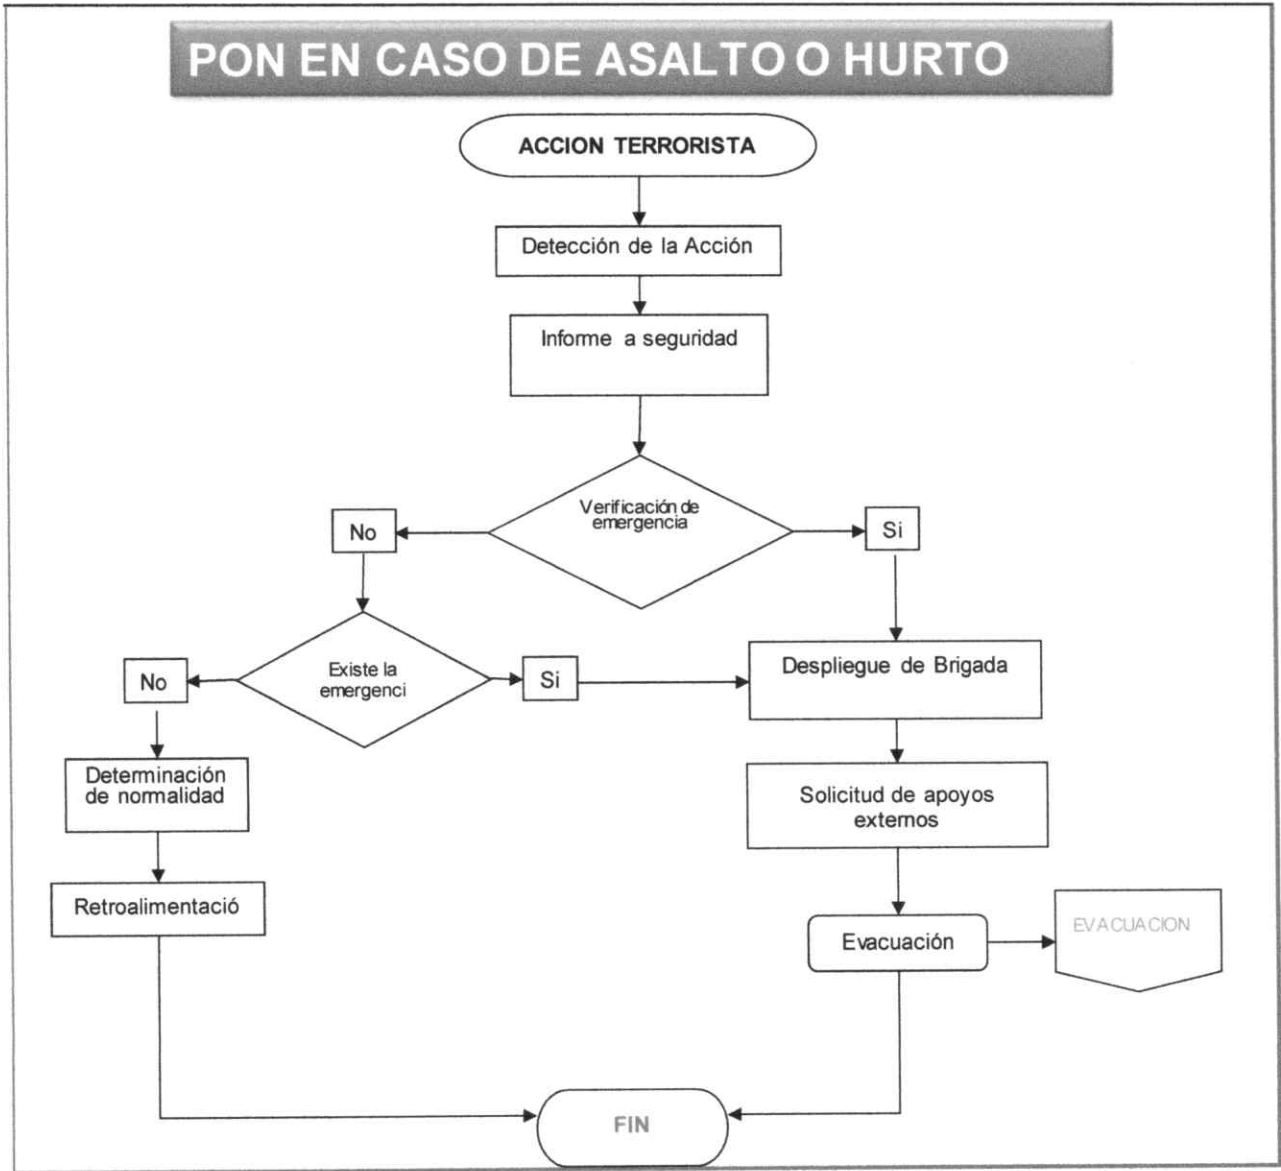 PON EN CASO DE ASALTO O HURTO
ACCION TERRORISTA
Detección de la Acción
Informe a seguridad
Verificación de
emergencia
No
Si
Existe la
emergenci
No
Si
Despliegue de Brigada
Determinación
de normalidad
Solicitud de apoyos
externos
Retroalimentació
Evacuación
EVACUACION
FIN